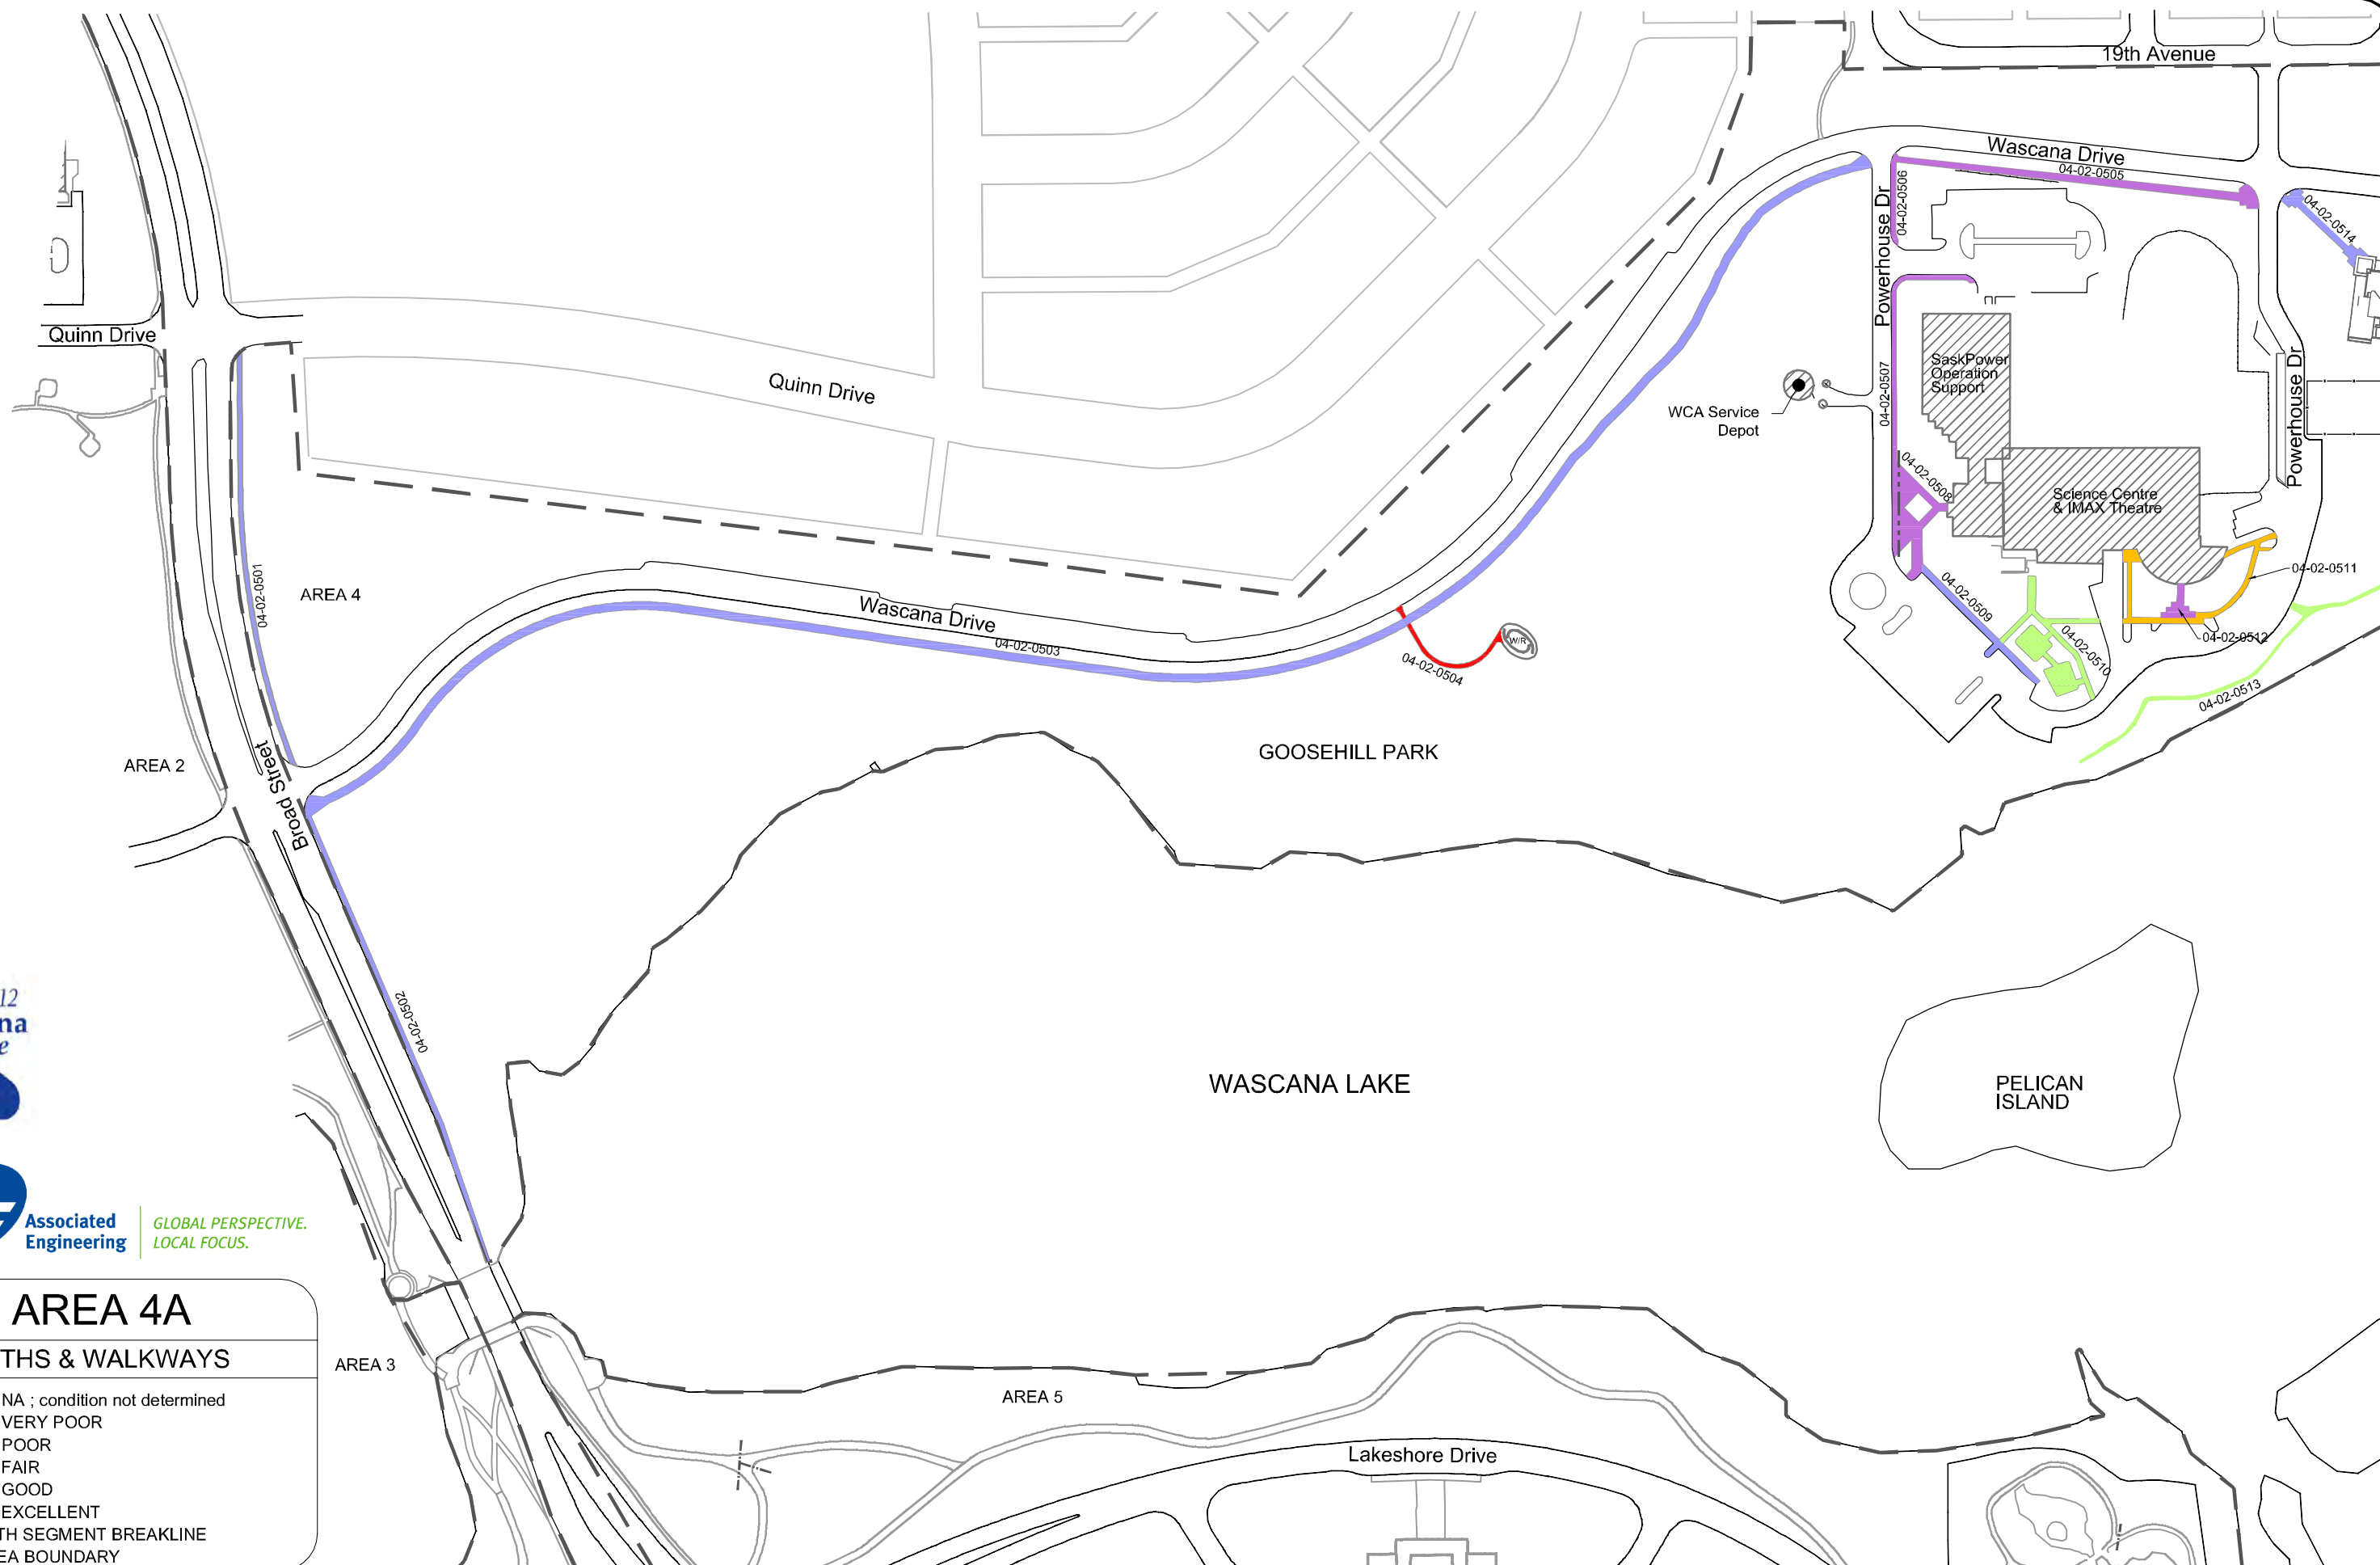 19th Avenue
Wascana Drive
04-02-0505
04-02-0506
Powerhouse Dr
04-02-0514
Quinn Drive
Quinn Drive
SaskPower
Operation
Support
Powerhouse Dr
04-02-0507
WCA Service
Depot
04-02-0508
Science Centre
& IMAX Theatre
04-02-0501
AREA 4
04-02-0511
04-02-0509
Wascana Drive
04-02-0503
W/R
04-02-0504
04-02-0512
04-02-0510
04-02-0513
AREA 2
Broad Street
GOOSEHILL PARK
04-02-0502
12
na
e
WASCANA LAKE
PELICAN
ISLAND
Associated
Engineering
GLOBAL PERSPECTIVE.
LOCAL FOCUS.
AREA 4A
THS & WALKWAYS
NA ; condition not determined
VERY POOR
POOR
FAIR
GOOD
EXCELLENT
TH SEGMENT BREAKLINE
EA BOUNDARY
AREA 3
AREA 5
Lakeshore Drive